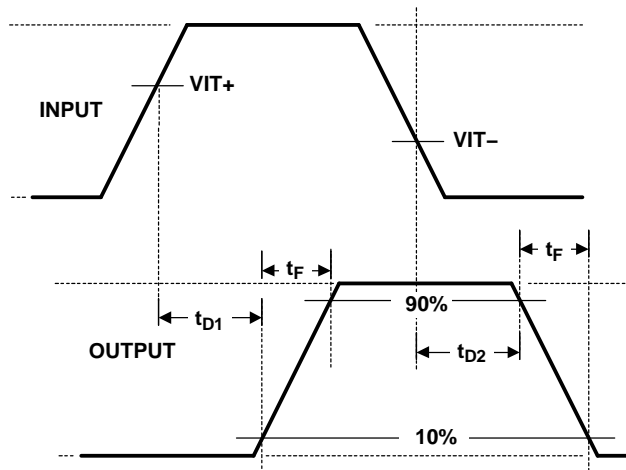 VIT+
INPUT
VIT−
tF
tF
90%
tD1
OUTPUT
tD2
10%